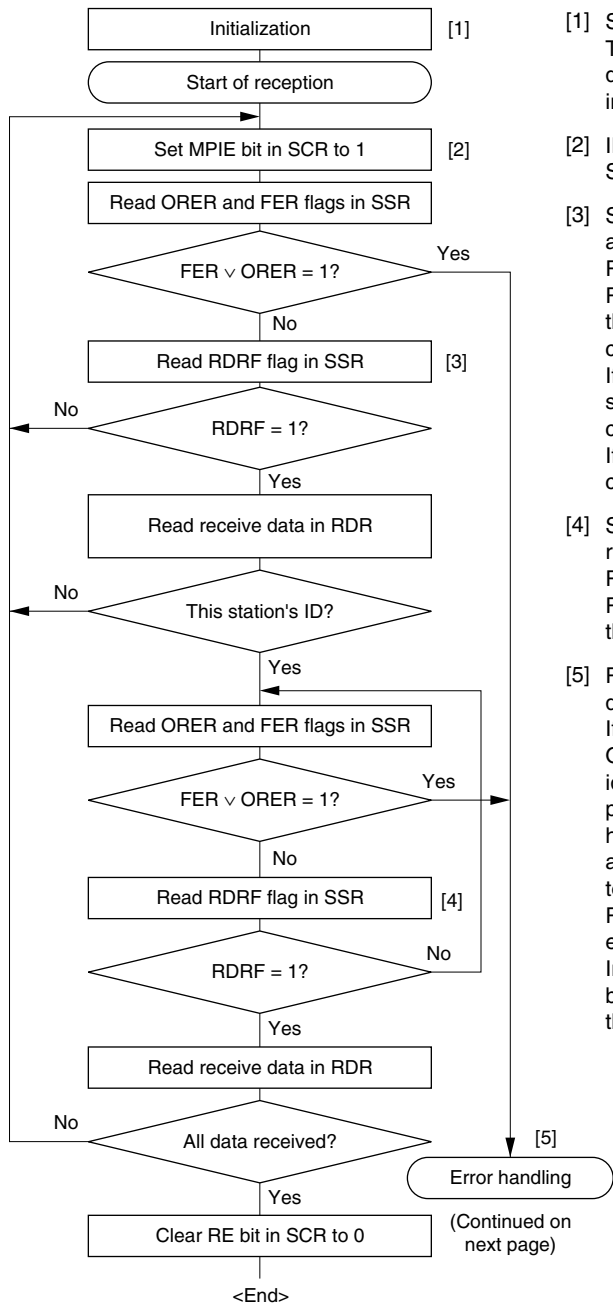 Initialization [1]
Start of reception
Set MPIE bit in SCR to 1 [2]
Read ORER and FER flags in SSR
FER ∨ ORER = 1?
Yes
No
Read RDRF flag in SSR [3]
No
RDRF = 1?
Yes
Read receive data in RDR
No
This station's ID?
Yes
Read ORER and FER flags in SSR
FER ∨ ORER = 1?
Yes
No
Read RDRF flag in SSR [4]
RDRF = 1?
No
Yes
Read receive data in RDR
No
All data received?
Yes
Clear RE bit in SCR to 0
<End>
[5]
Error handling
(Continued on
next page)
[1]
[2]
[3]
[4]
[5]